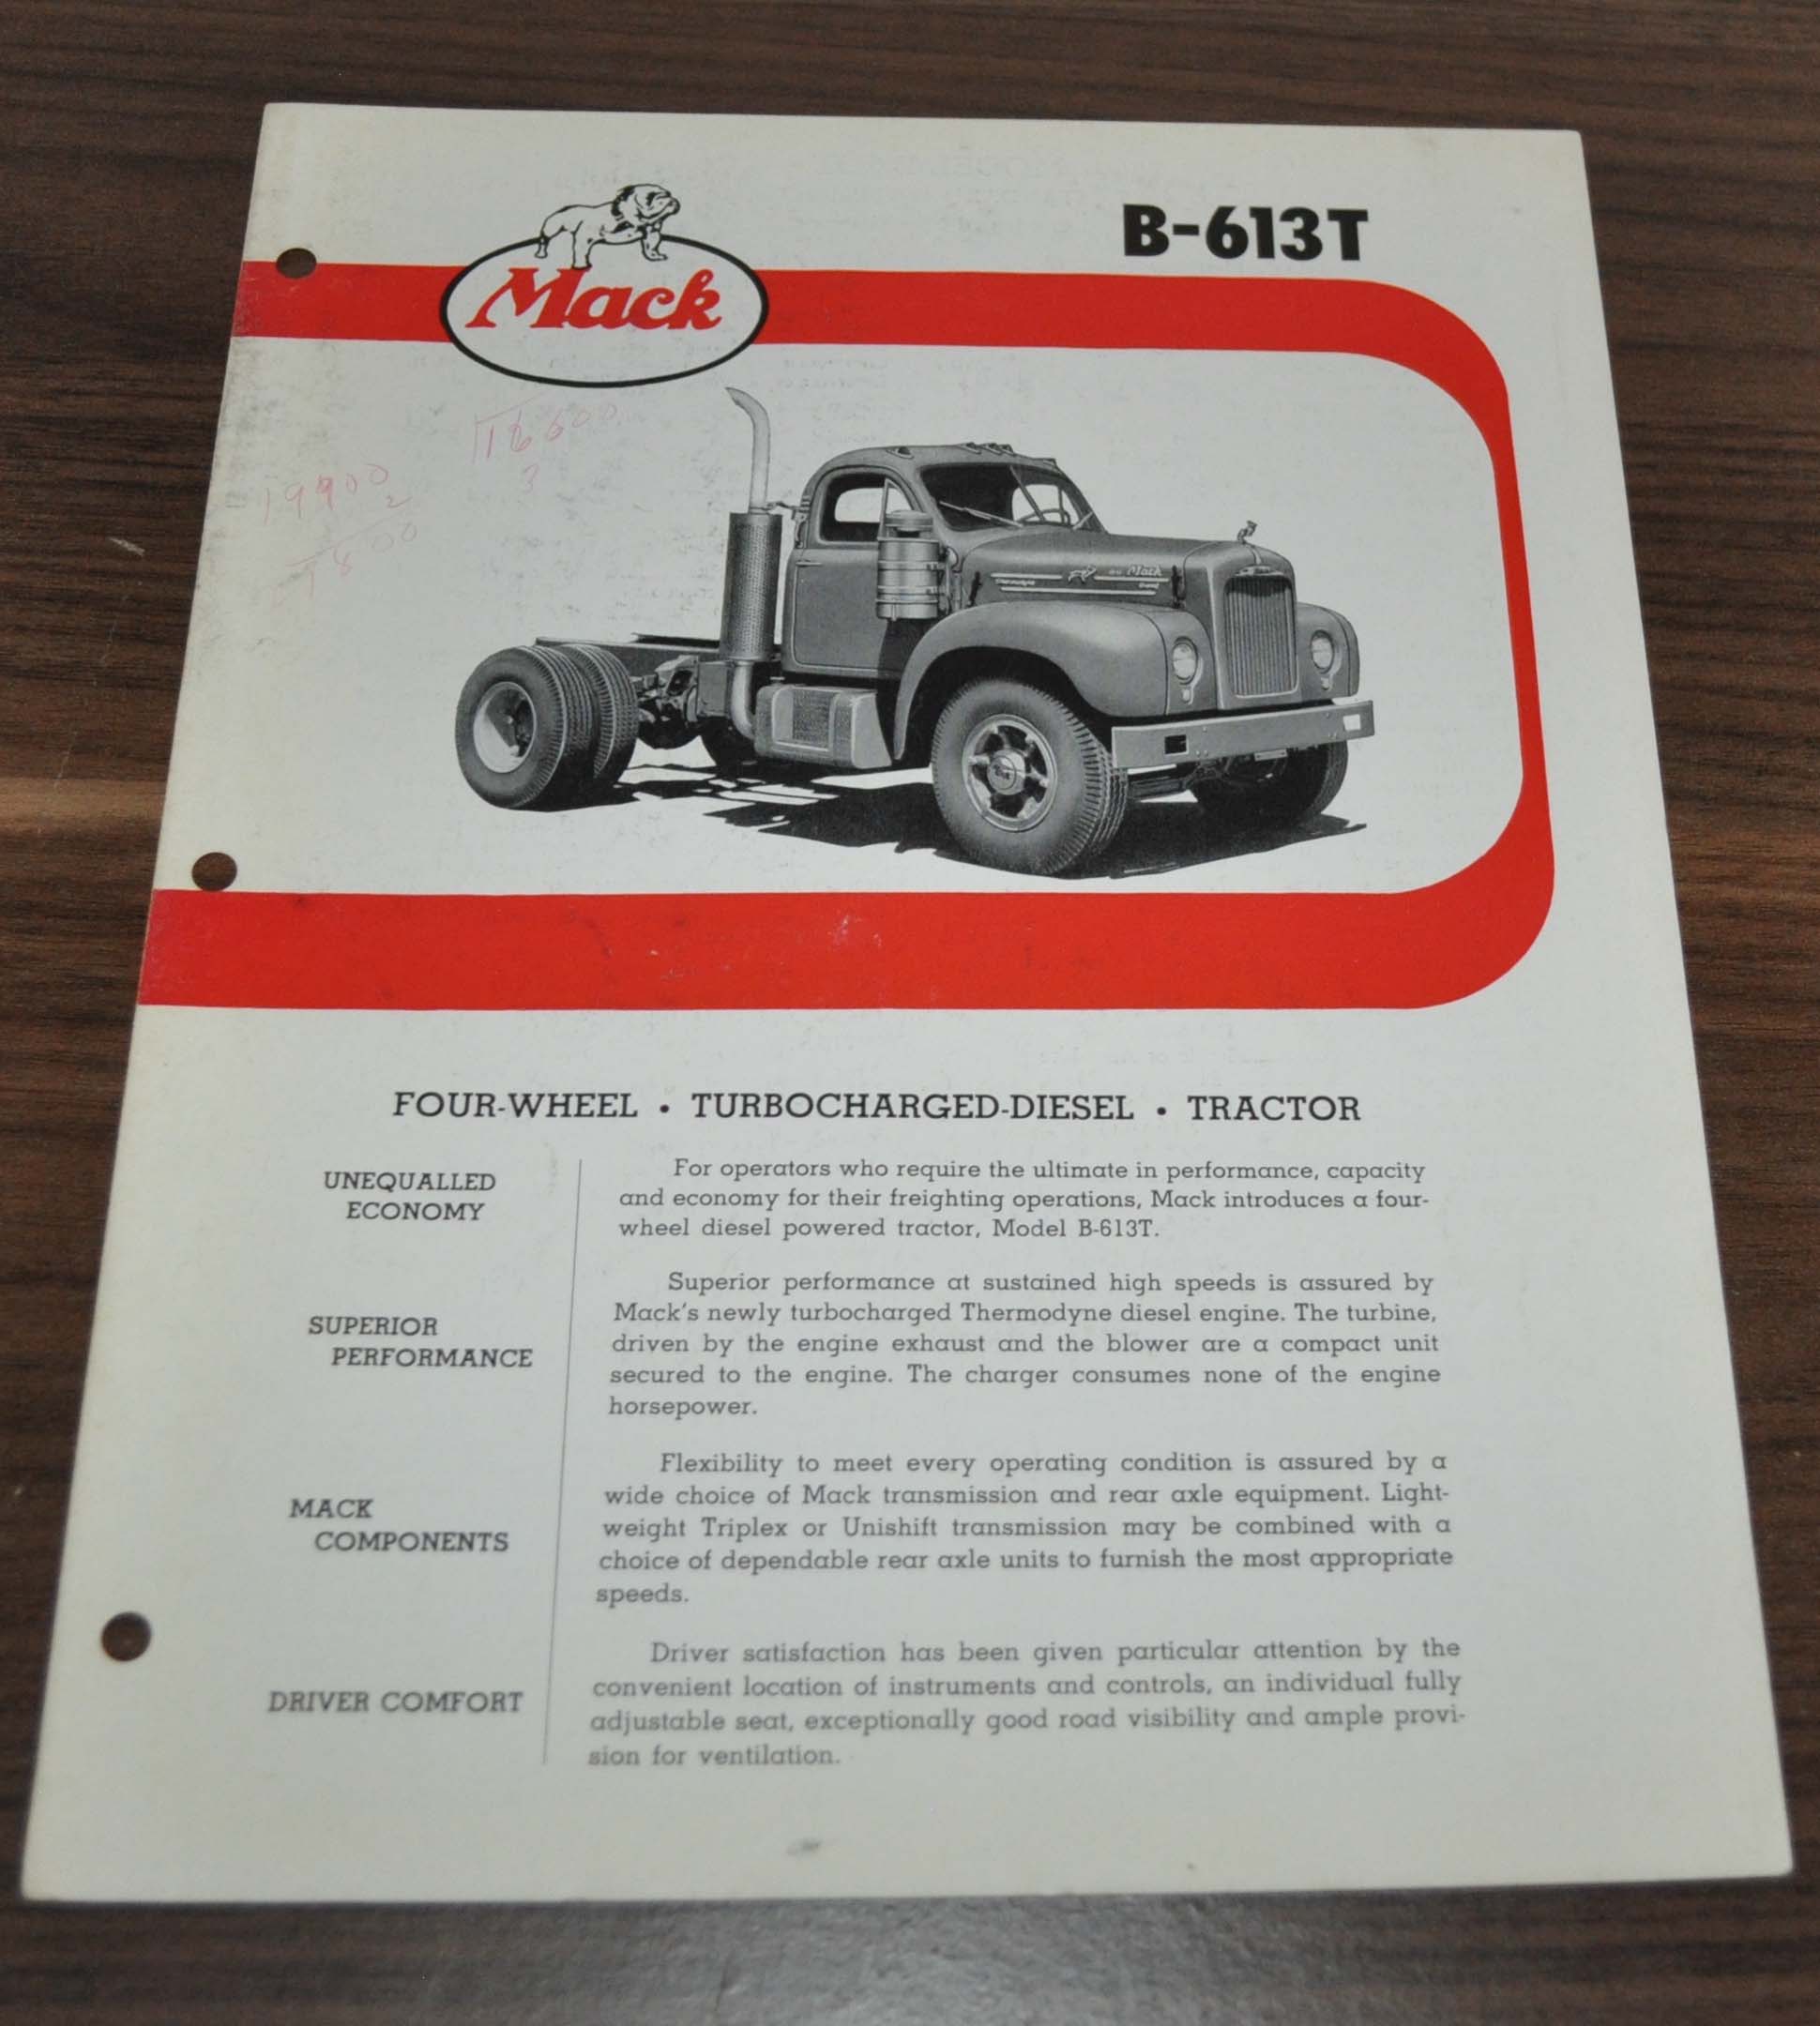 B-613T
Mack
16600
3
Mack
FOUR-WHEEL • TURBOCHARGED-DIESEL • TRACTOR
UNEQUALLED
ECONOMY
For operators who require the ultimate in performance, capacity
and economy for their freighting operations, Mack introduces a four-
wheel diesel powered tractor, Model B-613T.
SUPERIOR
PERFORMANCE
Superior performance at sustained high speeds is assured by
Mack's newly turbocharged Thermodyne diesel engine. The turbine,
driven by the engine exhaust and the blower are a compact unit
secured to the engine. The charger consumes none of the engine
horsepower.
MACK
COMPONENTS
Flexibility to meet every operating condition is assured by a
wide choice of Mack transmission and rear axle equipment. Light-
weight Triplex or Unishift transmission may be combined with a
choice of dependable rear axle units to furnish the most appropriate
speeds.
DRIVER COMFORT
Driver satisfaction has been given particular attention by the
convenient location of instruments and controls, an individual fully
adjustable seat, exceptionally good road visibility and ample provi-
sion for ventilation.